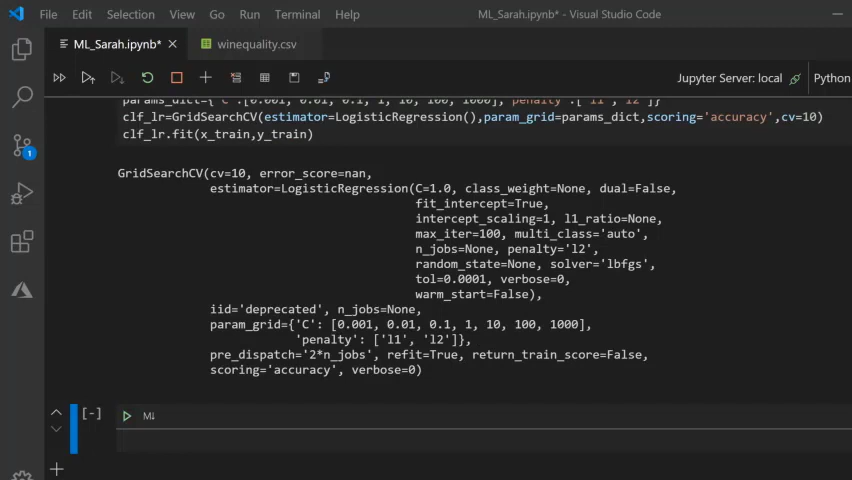 File Edit Selection View Go Run Terminal Help ML_Sarah.ipynb* - Visual Studio Code
ML_Sarah.ipynb* winequality.csv
Jupyter Server: local Python
params_dict={'C':[0.001, 0.01, 0.1, 1, 10, 100, 1000],'penalty':['l1','l2']}
clf_lr=GridSearchCV(estimator=LogisticRegression(),param_grid=params_dict,scoring='accuracy',cv=10)
clf_lr.fit(x_train,y_train)
GridSearchCV(cv=10, error_score=nan,
estimator=LogisticRegression(C=1.0, class_weight=None, dual=False,
fit_intercept=True,
intercept_scaling=1, l1_ratio=None,
max_iter=100, multi_class='auto',
n_jobs=None, penalty='l2',
random_state=None, solver='lbfgs',
tol=0.0001, verbose=0,
warm_start=False),
iid='deprecated', n_jobs=None,
param_grid={'C': [0.001, 0.01, 0.1, 1, 10, 100, 1000],
'penalty': ['l1', 'l2']},
pre_dispatch='2*n_jobs', refit=True, return_train_score=False,
scoring='accuracy', verbose=0)
[-] M↓
1